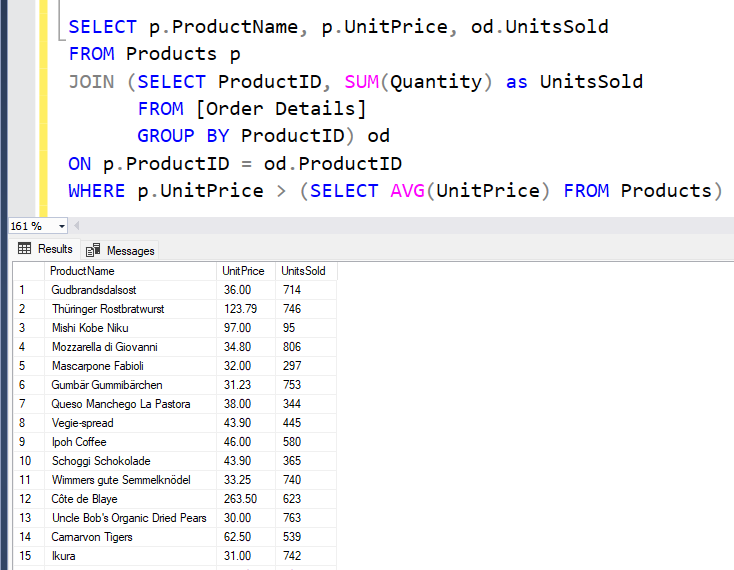 SELECT p.ProductName, p.UnitPrice, od.UnitsSold
FROM Products p
JOIN (SELECT ProductID, SUM(Quantity) as UnitsSold
FROM [Order Details]
GROUP BY ProductID) od
ON p.ProductID = od.ProductID
WHERE p.UnitPrice > (SELECT AVG(UnitPrice) FROM Products)
161 %
Results Messages
ProductName UnitPrice UnitsSold
1 Gudbrandsdalsost 36.00 714
2 Thüringer Rostbratwurst 123.79 746
3 Mishi Kobe Niku 97.00 95
4 Mozzarella di Giovanni 34.80 806
5 Mascarpone Fabioli 32.00 297
6 Gumbär Gummibärchen 31.23 753
7 Queso Manchego La Pastora 38.00 344
8 Vegie-spread 43.90 445
9 Ipoh Coffee 46.00 580
10 Schoggi Schokolade 43.90 365
11 Wimmers gute Semmelknödel 33.25 740
12 Côte de Blaye 263.50 623
13 Uncle Bob's Organic Dried Pears 30.00 763
14 Carnarvon Tigers 62.50 539
15 Ikura 31.00 742